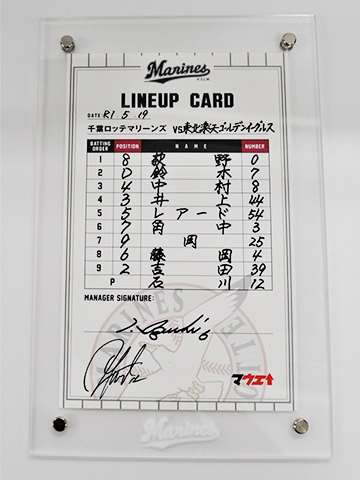 Marines
LINEUP CARD
DATE R1 5 19
千葉ロッテマリーンズ VS 東北楽天ゴールデンイーグルス
BATTING ORDER POSITION NAME NUMBER
1 8 荻野 0
2 D 鈴木 7
3 4 中村 8
4 3 井上 44
5 5 レアード 54
6 7 角中 3
7 9 岡 25
8 6 藤岡 4
9 2 吉田 39
P 石川 12
MANAGER SIGNATURE:
マウエ↑
Marines